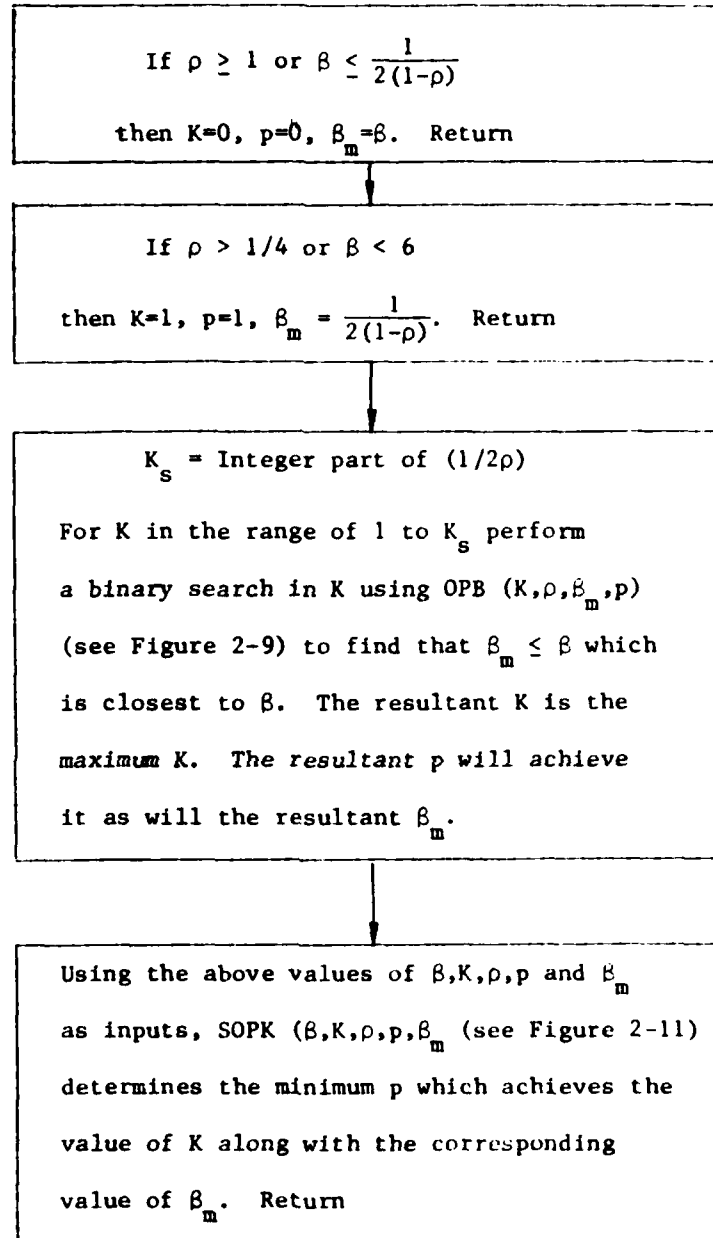 If ρ ≥ 1 or β ≤ 1/2(1-ρ)
then K=0, p=0, β_m=β. Return
If ρ > 1/4 or β < 6
then K=1, p=1, β_m = 1/2(1-ρ). Return
K_s = Integer part of (1/2ρ)
For K in the range of 1 to K_s perform
a binary search in K using OPB (K,ρ,β_m,p)
(see Figure 2-9) to find that β_m ≤ β which
is closest to β. The resultant K is the
maximum K. The resultant p will achieve
it as will the resultant β_m.
Using the above values of β,K,ρ,p and β_m
as inputs, SOPK (β,K,ρ,p,β_m (see Figure 2-11)
determines the minimum p which achieves the
value of K along with the corresponding
value of β_m. Return